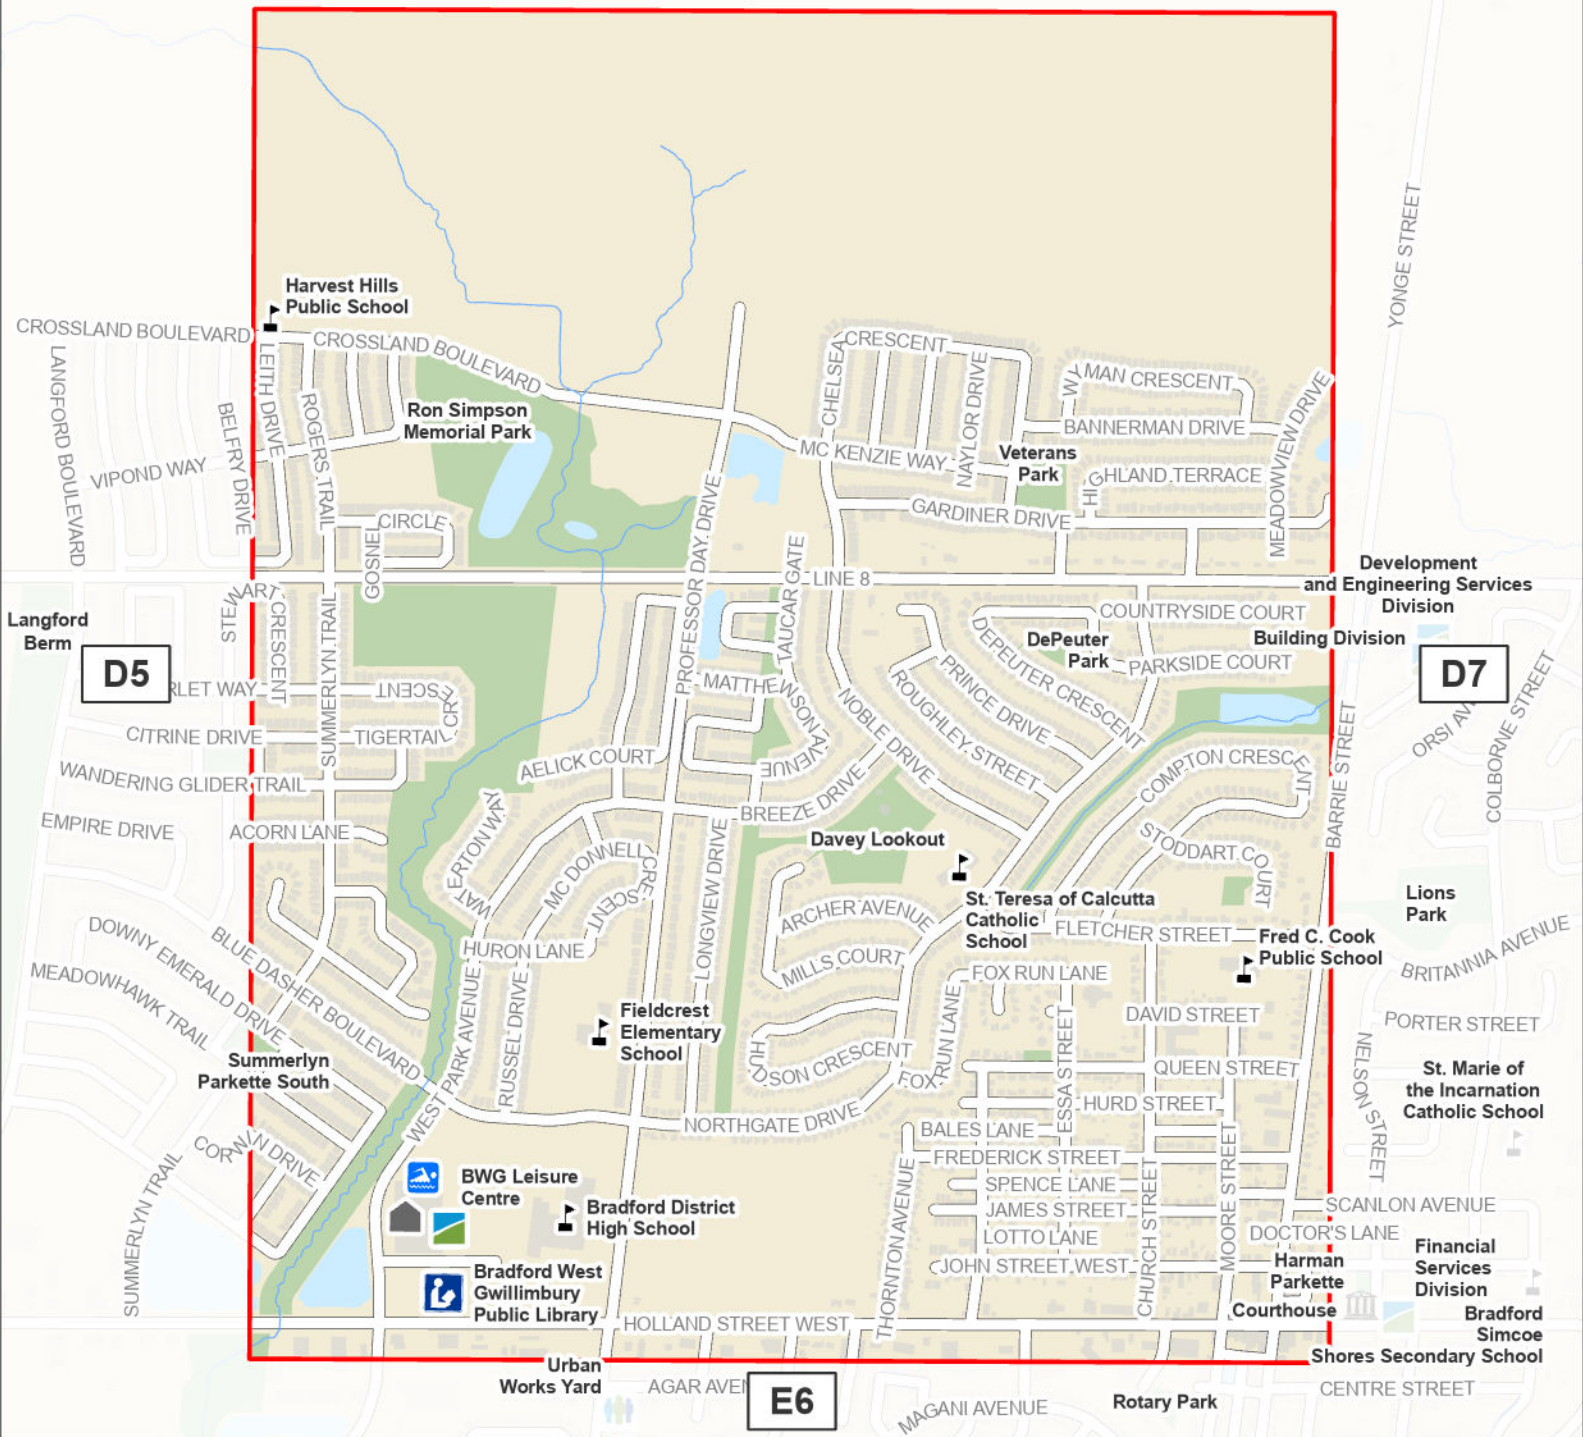 YONGE STREET
Harvest Hills
Public School
CROSSLAND BOULEVARD
CROSSLAND BOULEVARD
LANGFORD BOULEVARD
LEITH DRIVE
ROGERS TRAIL
BELFRY DRIVE
VIPOND WAY
Ron Simpson
Memorial Park
CHELSEA
CRESCENT
NAYLOR DRIVE
WYMAN CRESCENT
BANNERMAN DRIVE
MEADOWVIEW DRIVE
MC KENZIE WAY
Veterans
Park
HIGHLAND TERRACE
GARDINER DRIVE
GOSNEL
CIRCLE
PROFESSOR DAY DRIVE
TAUCAR GATE
LINE 8
Development
and Engineering Services
Division
Building Division
STEWART CRESCENT
SUMMERLYN TRAIL
Langford
Berm
D5
RLET WAY
CRESCENT
CITRINE DRIVE
TIGERTAIL
WANDERING GLIDER TRAIL
EMPIRE DRIVE
ACORN LANE
MATTHEWSON AVENUE
AELICK COURT
NOBLE DRIVE
COUNTRYSIDE COURT
DEPEUTER CRESCENT
DePeuter
Park
PARKSIDE COURT
PRINCE DRIVE
ROUGHLEY STREET
D7
ORSI AV
COLBORNE STREET
BARRIE STREET
COMPTON CRESCENT
STODDART COURT
BREEZE DRIVE
Davey Lookout
WATERTON WAY
MC DONNELL CRESCENT
LONGVIEW DRIVE
ARCHER AVENUE
St. Teresa of Calcutta
Catholic
School
Lions
Park
FLETCHER STREET
Fred C. Cook
Public School
BRITANNIA AVENUE
DOWNY EMERALD DRIVE
BLUE DASHER BOULEVARD
MEADOWHAWK TRAIL
HURON LANE
MILLS COURT
FOX RUN LANE
FOX RUN LANE
DAVID STREET
PORTER STREET
Fieldcrest
Elementary
School
WEST PARK AVENUE
RUSSEL DRIVE
HUDSON CRESCENT
ESSA STREET
QUEEN STREET
NELSON STREET
Summerlyn
Parkette South
St. Marie of
the Incarnation
Catholic School
HURD STREET
NORTHGATE DRIVE
BALES LANE
CORWIN DRIVE
SUMMERLYN TRAIL
FREDERICK STREET
BWG Leisure
Centre
SPENCE LANE
JAMES STREET
SCANLON AVENUE
Bradford District
High School
THORNTON AVENUE
CHURCH STREET
MOORE STREET
LOTTO LANE
DOCTOR'S LANE
JOHN STREET WEST
Harman
Parkette
Financial
Services
Division
Bradford West
Gwillimbury
Public Library
Courthouse
HOLLAND STREET WEST
Bradford
Simcoe
Shores Secondary School
Urban
Works Yard
AGAR AVEN
E6
MAGANI AVENUE
Rotary Park
CENTRE STREET